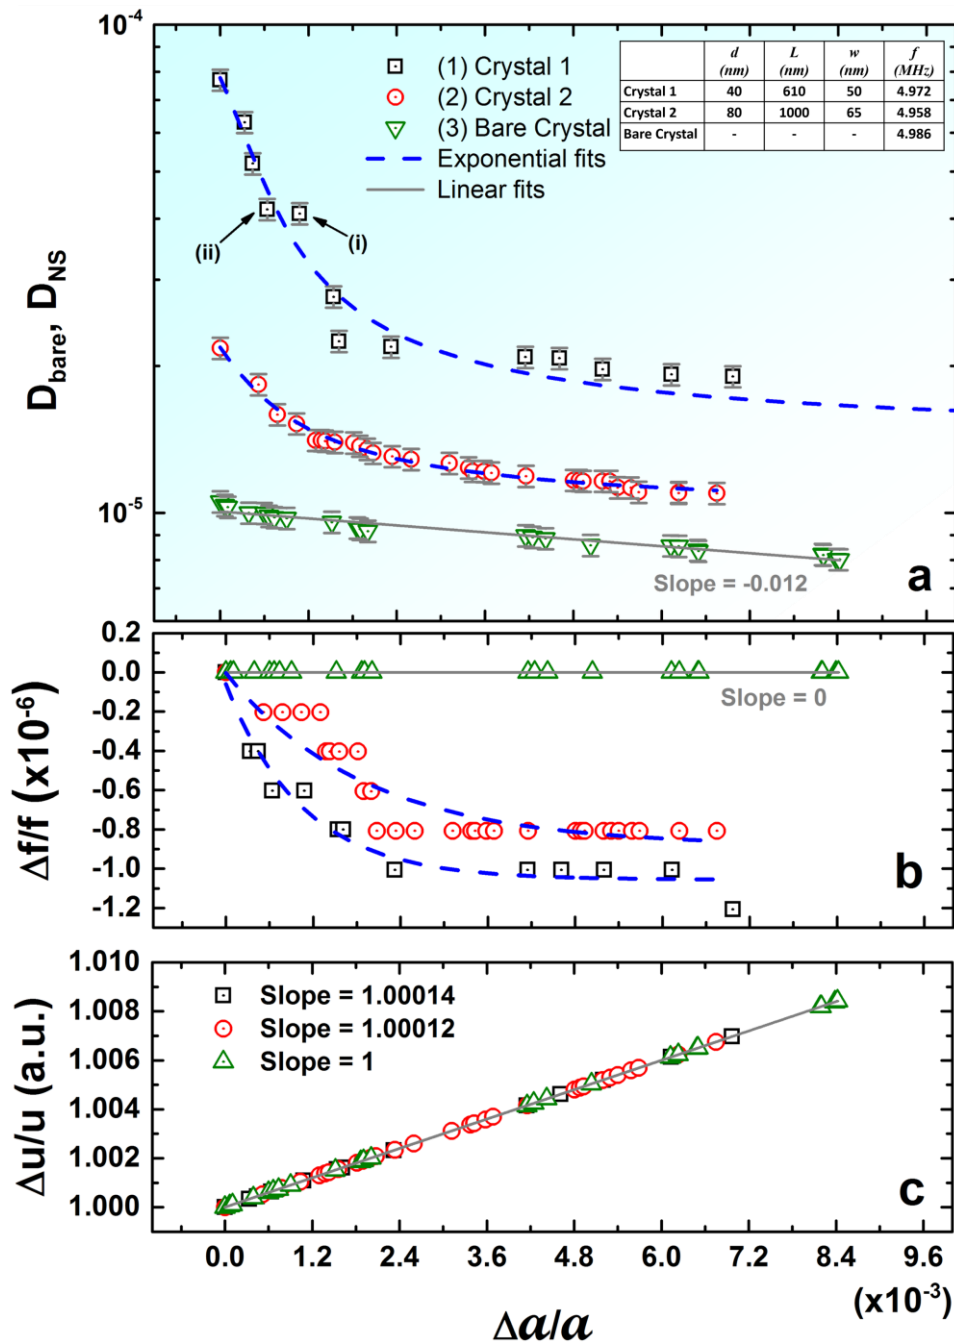 10⁻⁴
D_bare, D_NS
10⁻⁵
(1) Crystal 1
(2) Crystal 2
(3) Bare Crystal
Exponential fits
Linear fits
d (nm) L (nm) w (nm) f (MHz)
Crystal 1 40 610 50 4.972
Crystal 2 80 1000 65 4.958
Bare Crystal - - - 4.986
(ii)
(i)
Slope = -0.012
a
Δf/f (x10⁻⁶)
0.2
0.0
-0.2
-0.4
-0.6
-0.8
-1.0
-1.2
Slope = 0
b
Δu/u (a.u.)
1.010
1.008
1.006
1.004
1.002
1.000
Slope = 1.00014
Slope = 1.00012
Slope = 1
c
0.0 1.2 2.4 3.6 4.8 6.0 7.2 8.4 9.6
(x10⁻³)
Δa/a